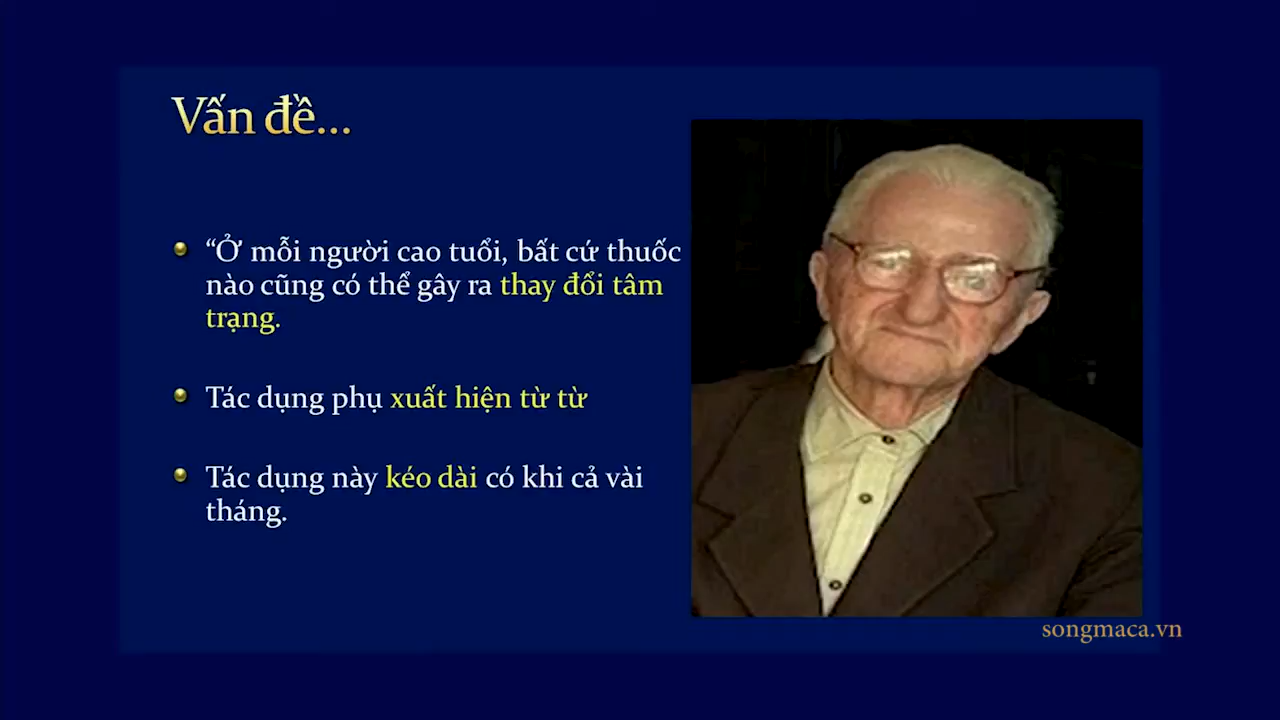 Vấn đề...
“Ở mỗi người cao tuổi, bất cứ thuốc
nào cũng có thể gây ra thay đổi tâm
trạng.
Tác dụng phụ xuất hiện từ từ
Tác dụng này kéo dài có khi cả vài
tháng.
songmaca.vn